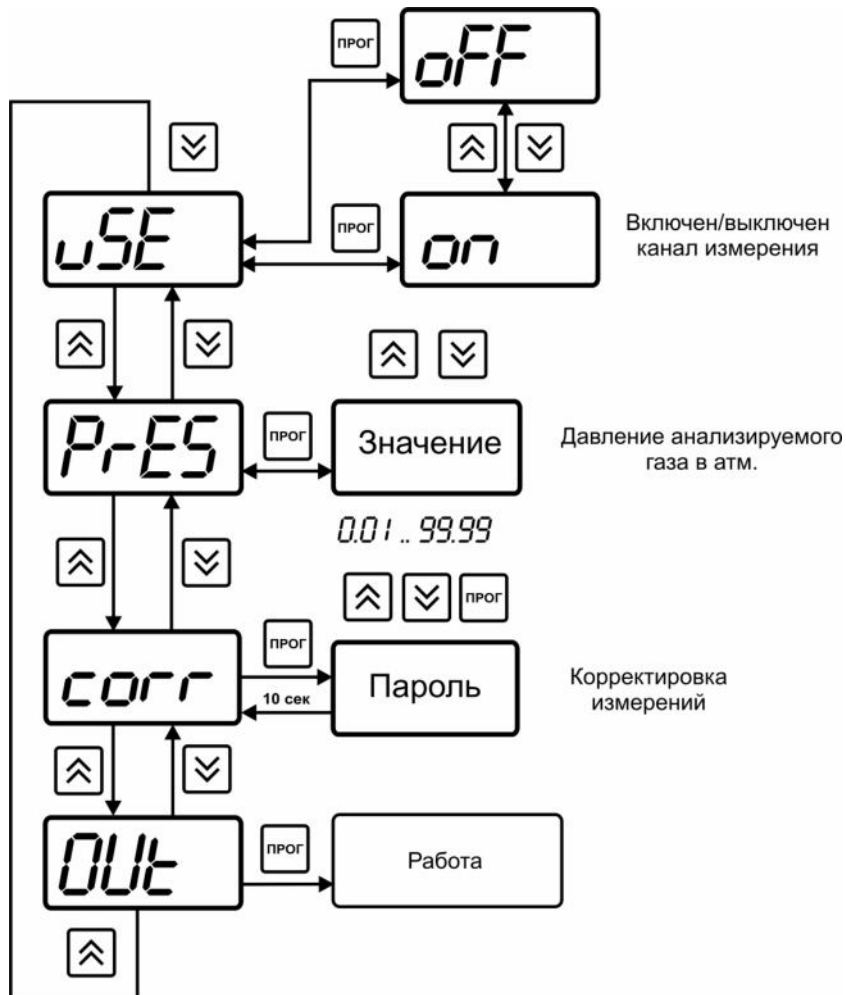 ПРОГ
oFF
uSE
ПРОГ
on
Включен/выключен
канал измерения
PrES
ПРОГ
Значение
Давление анализируемого
газа в атм.
0.01 .. 99.99
ПРОГ
corr
ПРОГ
10 сек
Пароль
Корректировка
измерений
OUt
ПРОГ
Работа